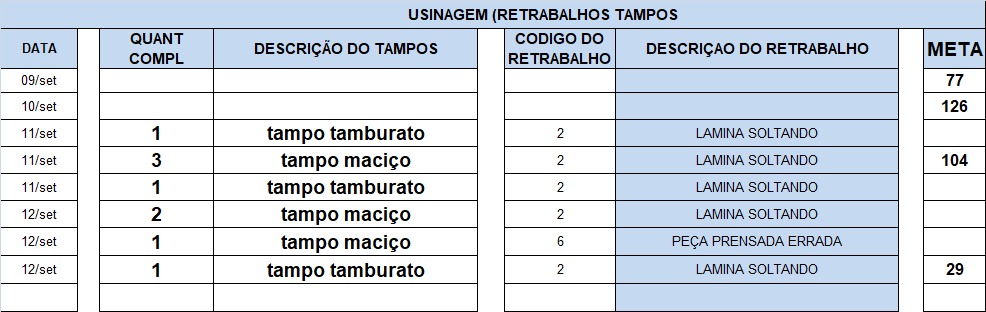 USINAGEM (RETRABALHOS TAMPOS
DATA QUANT COMPL DESCRIÇÃO DO TAMPOS CODIGO DO RETRABALHO DESCRIÇAO DO RETRABALHO META
09/set 77
10/set 126
11/set 1 tampo tamburato 2 LAMINA SOLTANDO
11/set 3 tampo maciço 2 LAMINA SOLTANDO 104
11/set 1 tampo tamburato 2 LAMINA SOLTANDO
12/set 2 tampo maciço 2 LAMINA SOLTANDO
12/set 1 tampo maciço 6 PEÇA PRENSADA ERRADA
12/set 1 tampo tamburato 2 LAMINA SOLTANDO 29